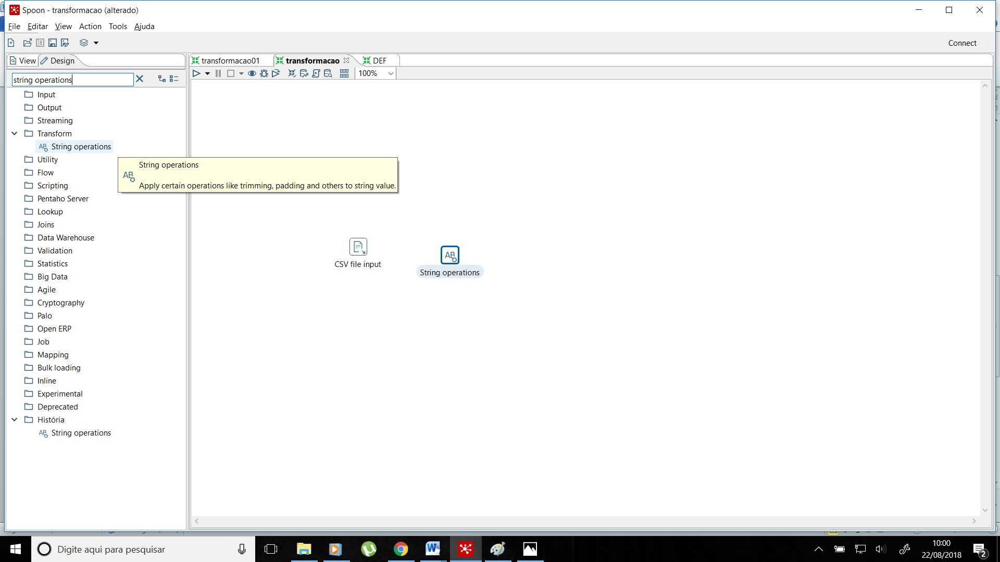 Spoon - transformacao (alterado)
File Editar View Action Tools Ajuda
Connect
View Design
transformacao01 transformacao DEF
string operations
100%
Input
Output
Streaming
Transform
String operations
Utility
Flow
Scripting
Pentaho Server
Lookup
Joins
Data Warehouse
Validation
Statistics
Big Data
Agile
Cryptography
Palo
Open ERP
Job
Mapping
Bulk loading
Inline
Experimental
Deprecated
História
String operations
String operations
Apply certain operations like trimming, padding and others to string value.
CSV file input
String operations
Digite aqui para pesquisar
10:00
22/08/2018
2